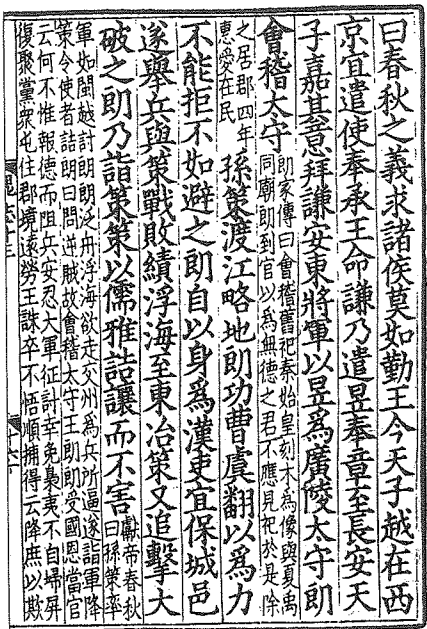 曰春秋之義求諸侯莫如勤王今天子越在西
京宜遣使奉承王命謙乃遣昱奉章至長安天
子嘉其意拜謙安東將軍以昱爲廣陵太守朗
會稽太守
朗家傳曰會稽舊祀秦始皇刻木爲像與夏禹
同廟朗到官以爲無德之君不應見祀於是除
之居郡四年
惠愛在民
孫策渡江略地朗功曹虞翻以爲力
不能拒不如避之朗自以身爲漢吏宜保城邑
遂舉兵與策戰敗績浮海至東冶策又追擊大
破之朗乃詣策策以儒雅詰讓而不害
獻帝春秋
曰孫策率
軍如閩越討朗朗泛舟浮海欲走交州爲兵所逼遂詣軍降
策令使者詰朗曰問逆賊故會稽太守王朗朗受國恩當官
云何不惟報德而阻兵安忍大軍征討幸免梟夷不自掃屏
復聚黨衆屯住郡境遠勞王誅卒不悟順捕得云降庶以欺